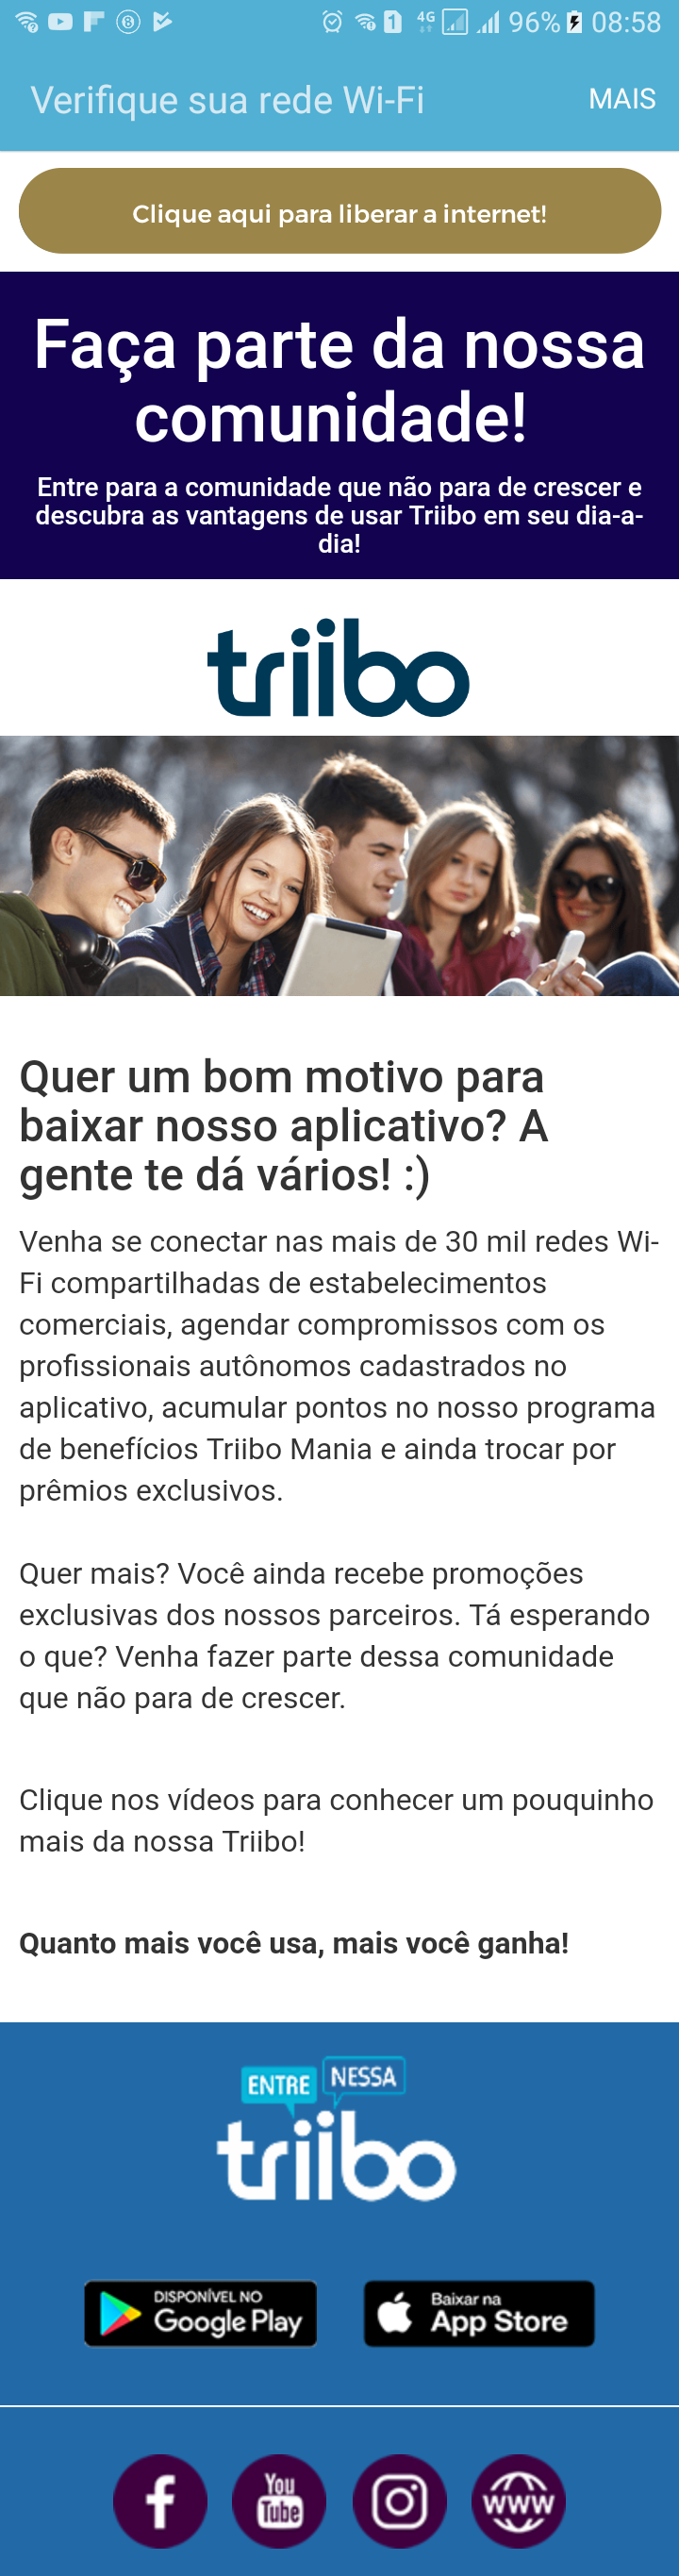 4G 96% 08:58
Verifique sua rede Wi-Fi MAIS
Clique aqui para liberar a internet!
Faça parte da nossa
comunidade!
Entre para a comunidade que não para de crescer e
descubra as vantagens de usar Triibo em seu dia-a-
dia!
triibo
Quer um bom motivo para
baixar nosso aplicativo? A
gente te dá vários! :)
Venha se conectar nas mais de 30 mil redes Wi-
Fi compartilhadas de estabelecimentos
comerciais, agendar compromissos com os
profissionais autônomos cadastrados no
aplicativo, acumular pontos no nosso programa
de benefícios Triibo Mania e ainda trocar por
prêmios exclusivos.
Quer mais? Você ainda recebe promoções
exclusivas dos nossos parceiros. Tá esperando
o que? Venha fazer parte dessa comunidade
que não para de crescer.
Clique nos vídeos para conhecer um pouquinho
mais da nossa Triibo!
Quanto mais você usa, mais você ganha!
ENTRE NESSA
triibo
DISPONÍVEL NO
Google Play
Baixar na
App Store
f You Tube WWW